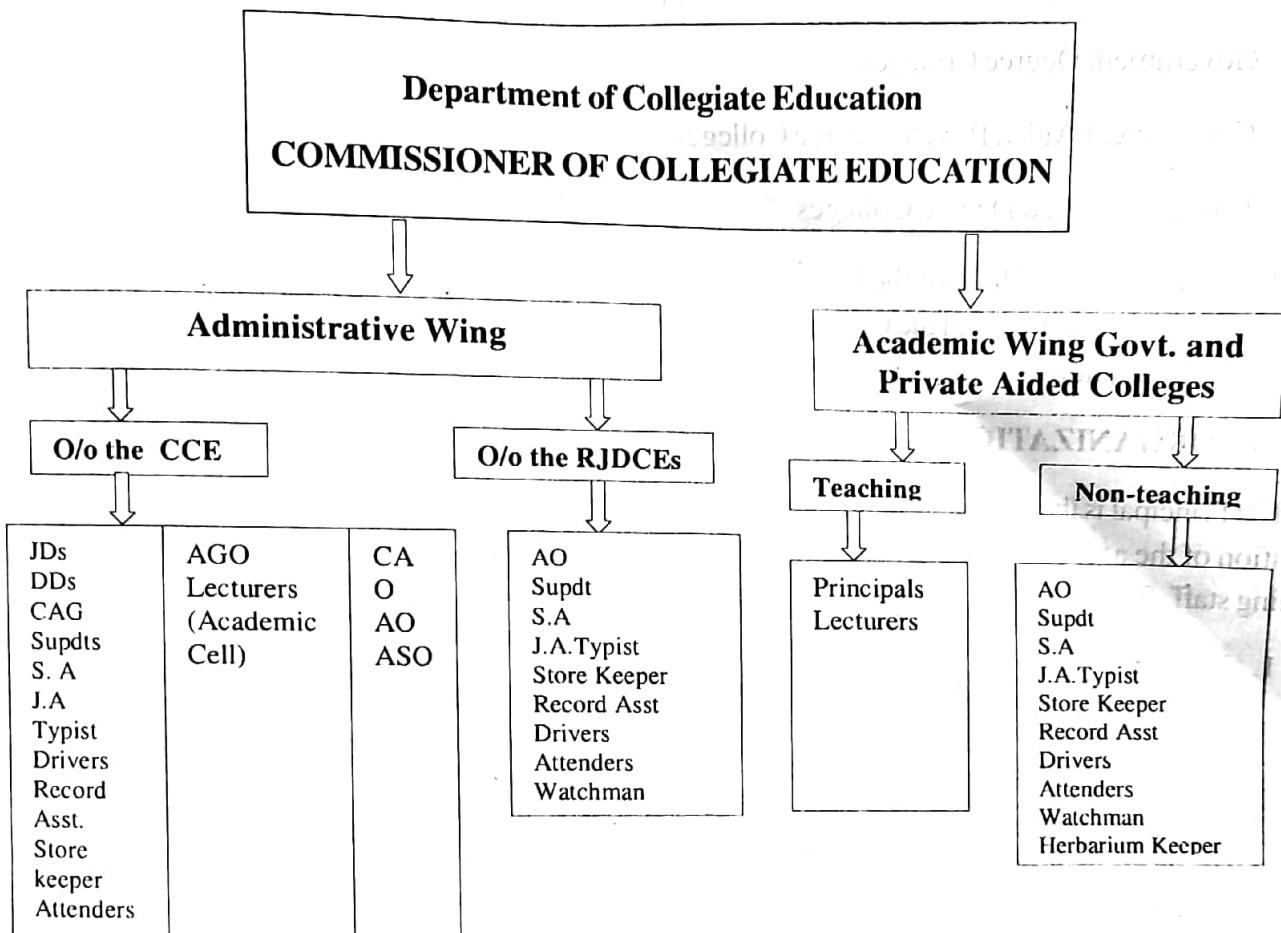 Department of Collegiate Education
COMMISSIONER OF COLLEGIATE EDUCATION
Administrative Wing
Academic Wing Govt. and
Private Aided Colleges
O/o the CCE
O/o the RJDCEs
Teaching
Non-teaching
JDs
DDs
CAG
Supdts
S. A
J.A
Typist
Drivers
Record
Asst.
Store
keeper
Attenders
AGO
Lecturers
(Academic
Cell)
CA
O
AO
ASO
AO
Supdt
S.A
J.A.Typist
Store Keeper
Record Asst
Drivers
Attenders
Watchman
Principals
Lecturers
AO
Supdt
S.A
J.A.Typist
Store Keeper
Record Asst
Drivers
Attenders
Watchman
Herbarium Keeper